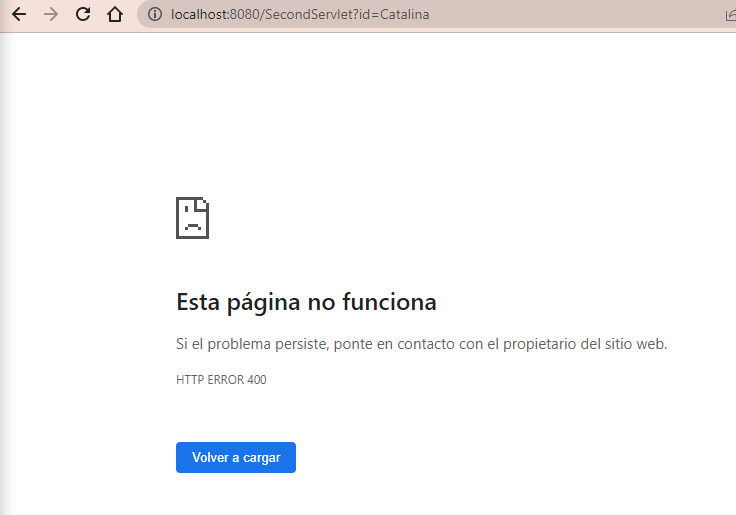 localhost:8080/SecondServlet?id=Catalina
Esta página no funciona
Si el problema persiste, ponte en contacto con el propietario del sitio web.
HTTP ERROR 400
Volver a cargar